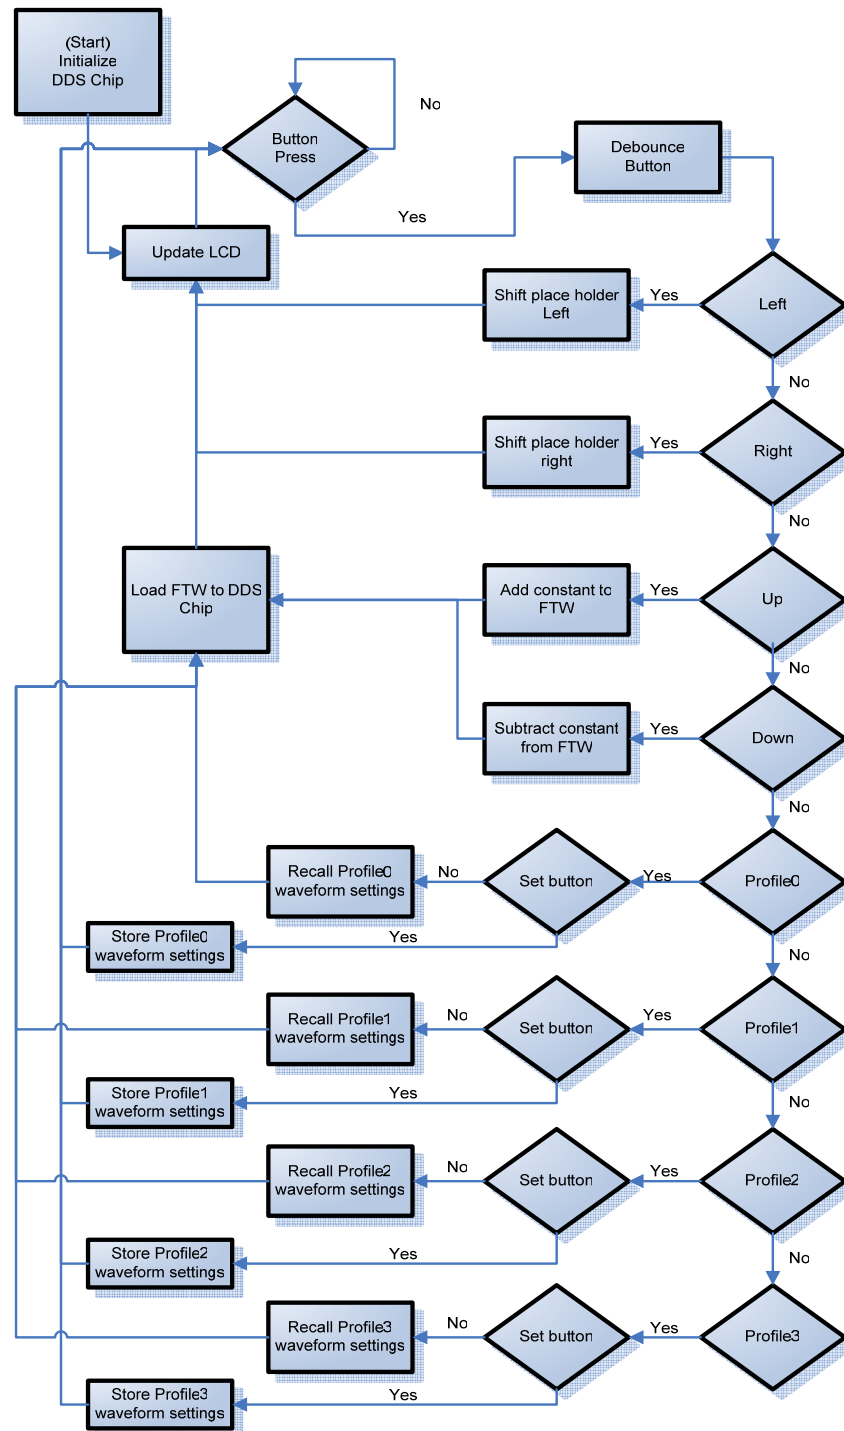 (Start)
Initialize
DDS Chip
No
Button
Press
Debounce
Button
Yes
Update LCD
Shift place holder
Left
Yes
Left
No
Shift place holder
right
Yes
Right
No
Load FTW to DDS
Chip
Add constant to
FTW
Yes
Up
No
Subtract constant
from FTW
Yes
Down
No
Recall Profile0
waveform settings
No
Set button
Yes
Profile0
Store Profile0
waveform settings
Yes
No
Recall Profile1
waveform settings
No
Set button
Yes
Profile1
Store Profile1
waveform settings
Yes
No
Recall Profile2
waveform settings
No
Set button
Yes
Profile2
Store Profile2
waveform settings
Yes
No
Recall Profile3
waveform settings
No
Set button
Yes
Profile3
Store Profile3
waveform settings
Yes